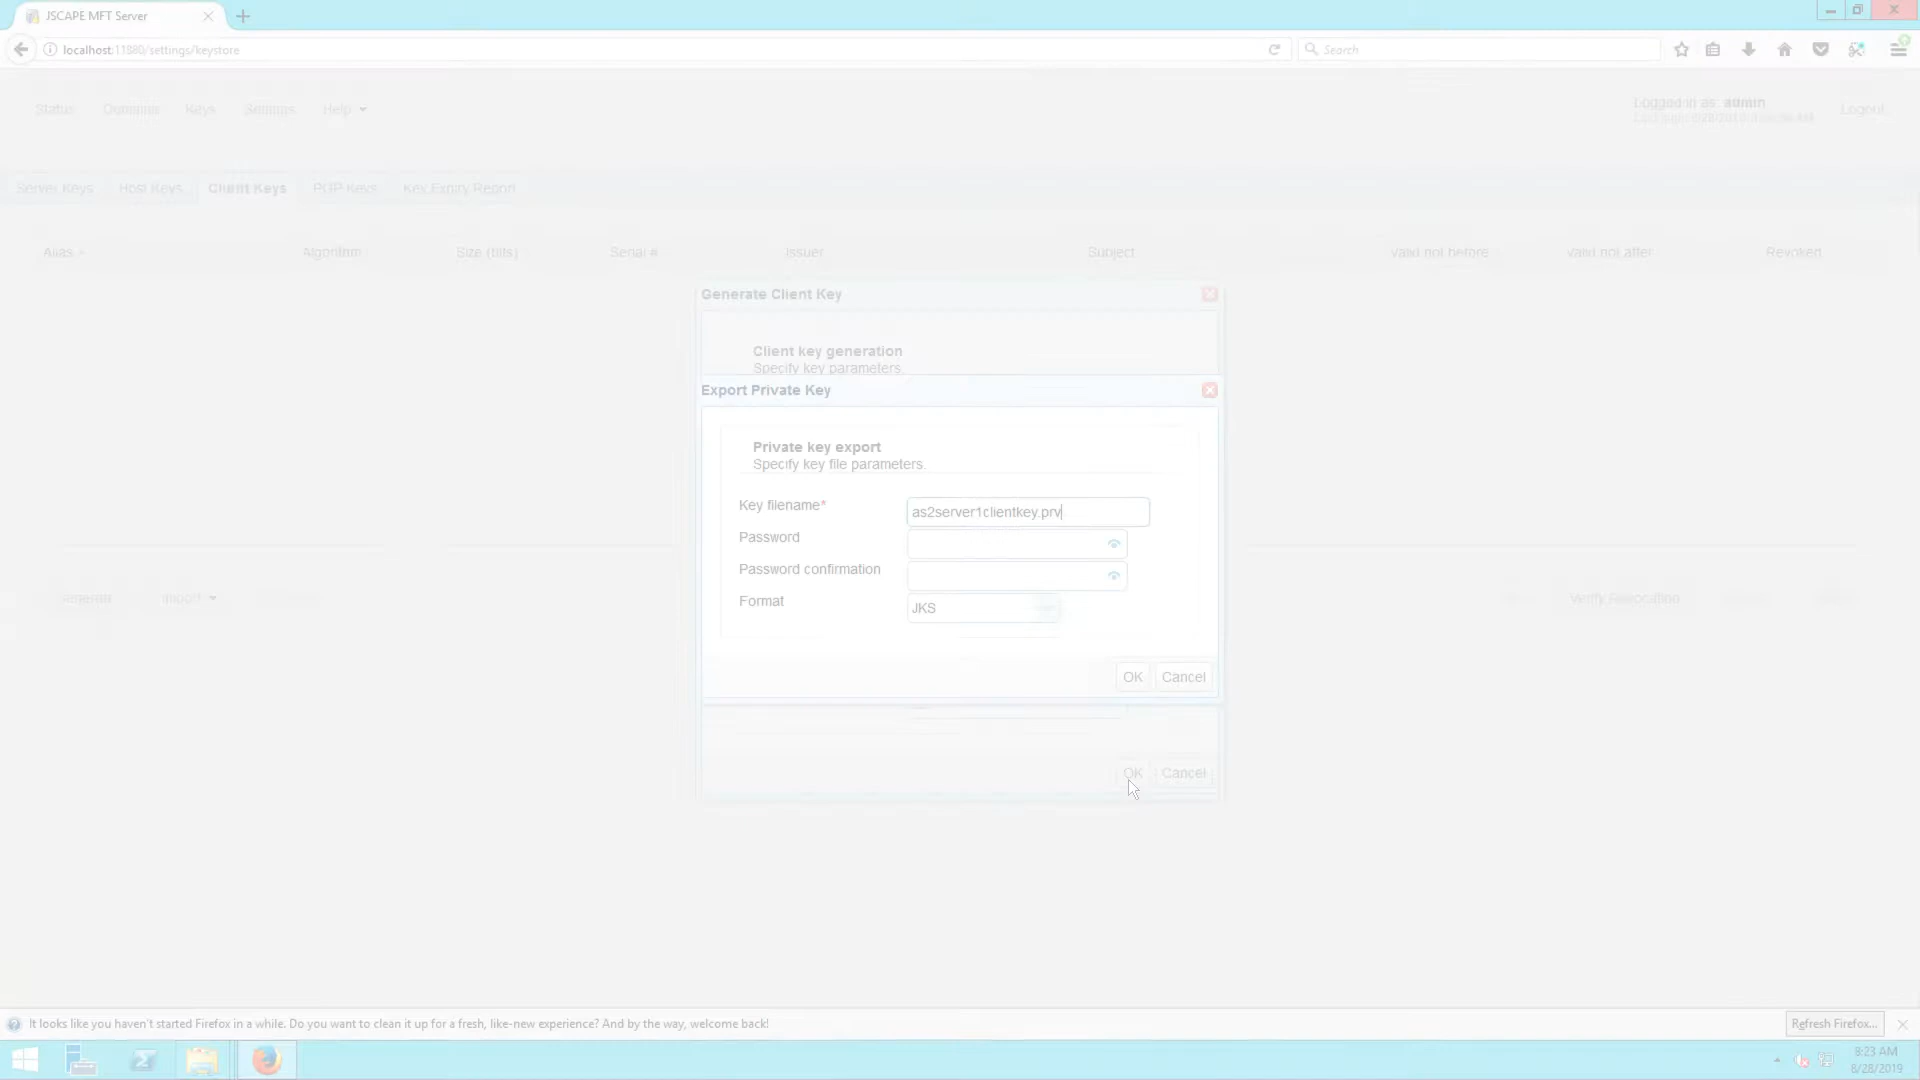 JSCAPE MFT Server
localhost:11880/settings/keystore
Search
Status Domains Keys Settings Help
Logged in as: admin
Logout
Server Keys Host Keys Client Keys PGP Keys Key Expiry Report
Alias Algorithm Size (bits) Serial # Issuer Subject Valid not before Valid not after Revoked
Generate Client Key
Client key generation
Specify key parameters.
Export Private Key
Private key export
Specify key file parameters.
Key filename*
as2server1clientkey.prv
Password
Password confirmation
Format
JKS
OK Cancel
Generate Import
Verify Revocation
OK Cancel
It looks like you haven't started Firefox in a while. Do you want to clean it up for a fresh, like-new experience? And by the way, welcome back!
Refresh Firefox...
8:23 AM
8/28/2019